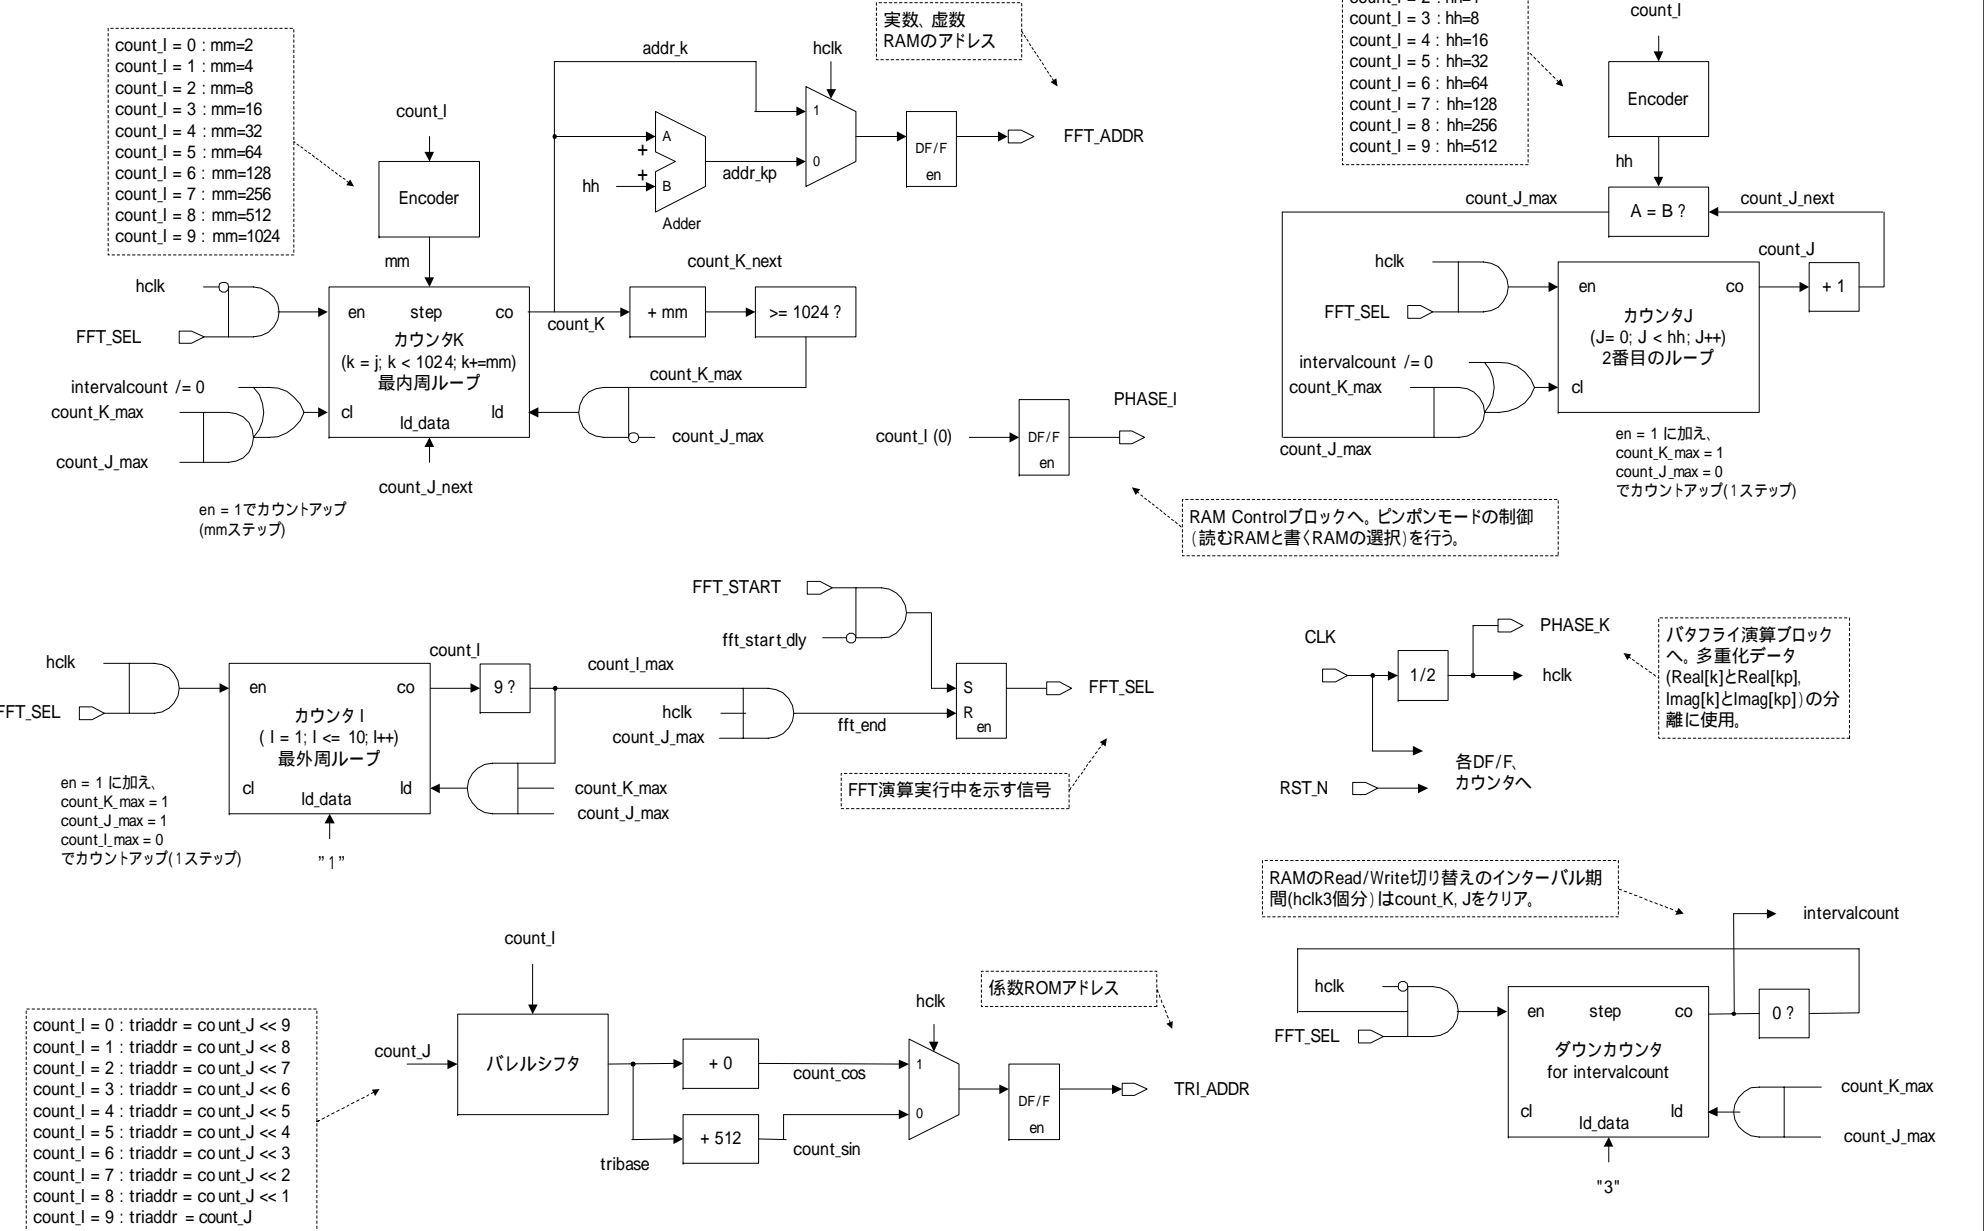 count_I = 0 : mm=2
count_I = 1 : mm=4
count_I = 2 : mm=8
count_I = 3 : mm=16
count_I = 4 : mm=32
count_I = 5 : mm=64
count_I = 6 : mm=128
count_I = 7 : mm=256
count_I = 8 : mm=512
count_I = 9 : mm=1024
count_I
Encoder
mm
hclk
FFT_SEL
intervalcount /= 0
count_K_max
count_J_max
en step co
カウンタK
(k = j; k < 1024; k+=mm)
最内周ループ
cl ld
ld_data
count_J_next
en = 1でカウントアップ
(mmステップ)
addr_k
hclk
A
+
+
B
hh
Adder
addr_kp
1
0
DF/F
en
FFT_ADDR
実数、虚数
RAMのアドレス
count_K_next
count_K
+ mm
>= 1024 ?
count_K_max
count_J_max
count_I (0)
DF/F
en
PHASE_I
RAM Controlブロックへ。ピンポンモードの制御
(読むRAMと書くRAMの選択)を行う。
count_I = 3 : hh=8
count_I = 4 : hh=16
count_I = 5 : hh=32
count_I = 6 : hh=64
count_I = 7 : hh=128
count_I = 8 : hh=256
count_I = 9 : hh=512
count_I
Encoder
hh
count_J_max
A = B ?
count_J_next
count_J
hclk
FFT_SEL
intervalcount /= 0
count_K_max
count_J_max
en co
カウンタJ
(J= 0; J < hh; J++)
2番目のループ
cl
+ 1
en = 1 に加え、
count_K_max = 1
count_J_max = 0
でカウントアップ(1ステップ)
hclk
FFT_SEL
en co
カウンタ I
( I = 1; I <= 10; I++)
最外周ループ
cl ld
ld_data
"1"
en = 1 に加え、
count_K_max = 1
count_J_max = 1
count_I_max = 0
でカウントアップ(1ステップ)
count_I
9 ?
count_I_max
hclk
count_J_max
count_K_max
count_J_max
FFT_START
fft_start_dly
fft_end
S
R
en
FFT_SEL
FFT演算実行中を示す信号
CLK
1/2
PHASE_K
hclk
RST_N
各DF/F、
カウンタへ
バタフライ演算ブロック
へ。多重化データ
(Real[k]とReal[kp],
Imag[k]とImag[kp])の分
離に使用。
count_I = 0 : triaddr = count_J << 9
count_I = 1 : triaddr = count_J << 8
count_I = 2 : triaddr = count_J << 7
count_I = 3 : triaddr = count_J << 6
count_I = 4 : triaddr = count_J << 5
count_I = 5 : triaddr = count_J << 4
count_I = 6 : triaddr = count_J << 3
count_I = 7 : triaddr = count_J << 2
count_I = 8 : triaddr = count_J << 1
count_I = 9 : triaddr = count_J
count_I
count_J
バレルシフタ
tribase
+ 0
+ 512
count_cos
count_sin
hclk
1
0
DF/F
en
TRI_ADDR
係数ROMアドレス
RAMのRead/Write切り替えのインターバル期
間(hclk3個分)はcount_K, Jをクリア。
intervalcount
hclk
FFT_SEL
en step co
ダウンカウンタ
for intervalcount
cl ld
ld_data
"3"
0 ?
count_K_max
count_J_max